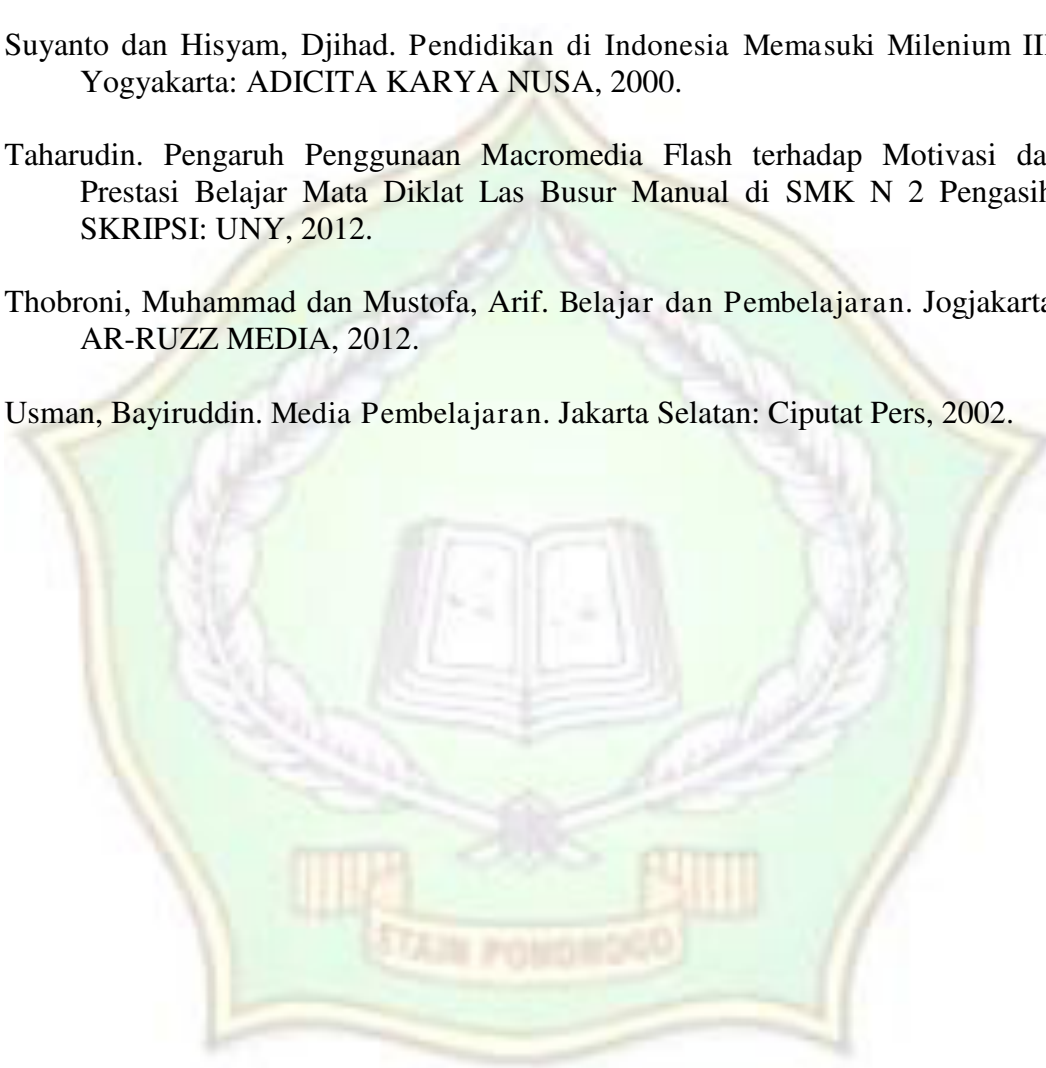 Suyanto dan Hisyam, Djihad. Pendidikan di Indonesia Memasuki Milenium III
Yogyakarta: ADICITA KARYA NUSA, 2000.
Taharudin. Pengaruh Penggunaan Macromedia Flash terhadap Motivasi da
Prestasi Belajar Mata Diklat Las Busur Manual di SMK N 2 Pengasih
SKRIPSI: UNY, 2012.
Thobroni, Muhammad dan Mustofa, Arif. Belajar dan Pembelajaran. Jogjakarta
AR-RUZZ MEDIA, 2012.
Usman, Bayiruddin. Media Pembelajaran. Jakarta Selatan: Ciputat Pers, 2002.
STAIN PONOROGO